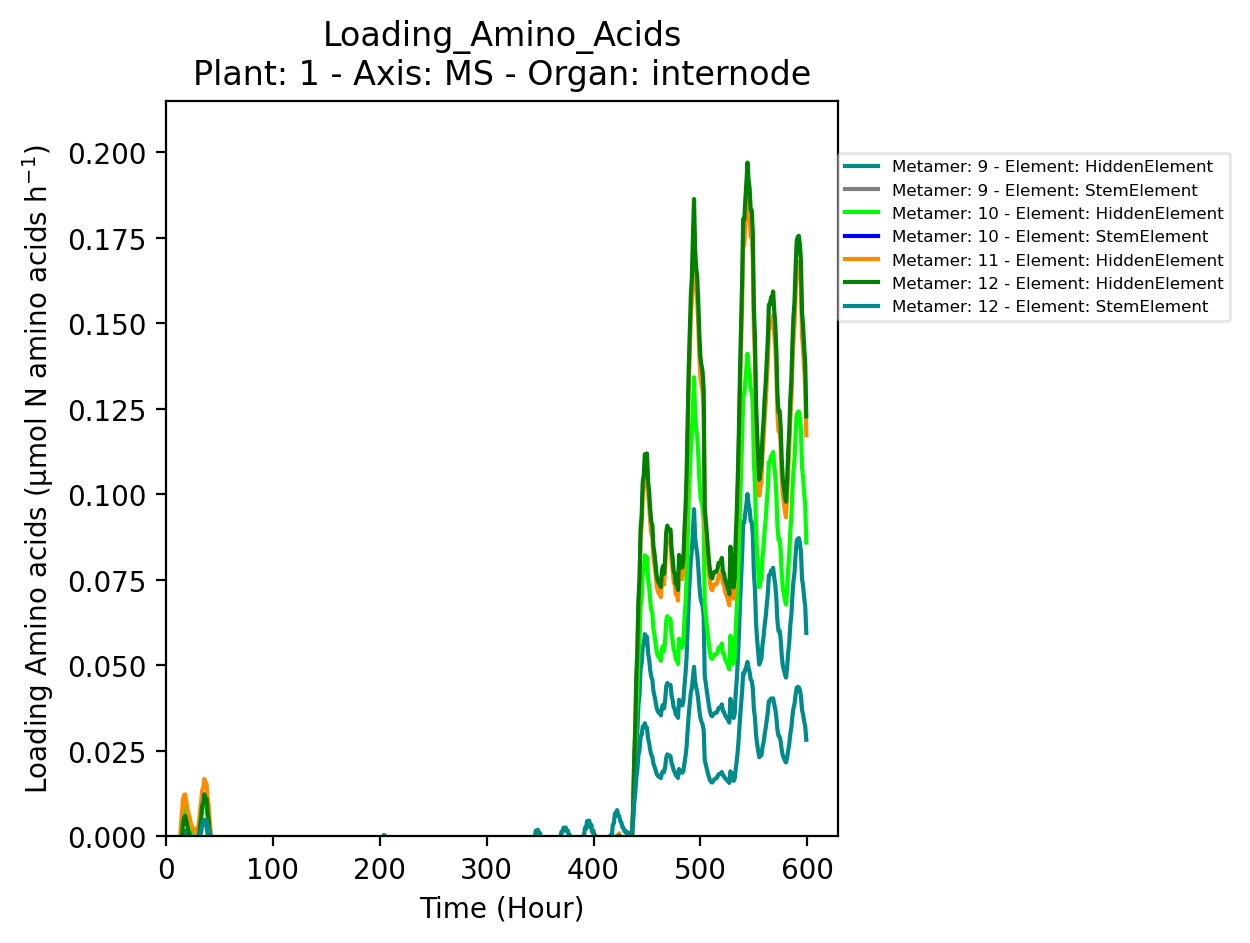 Loading_Amino_Acids
Plant: 1 - Axis: MS - Organ: internode
Loading Amino acids (µmol N amino acids h⁻¹)
0.200
0.175
0.150
0.125
0.100
0.075
0.050
0.025
0.000
0 100 200 300 400 500 600
Time (Hour)
Metamer: 9 - Element: HiddenElement
Metamer: 9 - Element: StemElement
Metamer: 10 - Element: HiddenElement
Metamer: 10 - Element: StemElement
Metamer: 11 - Element: HiddenElement
Metamer: 12 - Element: HiddenElement
Metamer: 12 - Element: StemElement